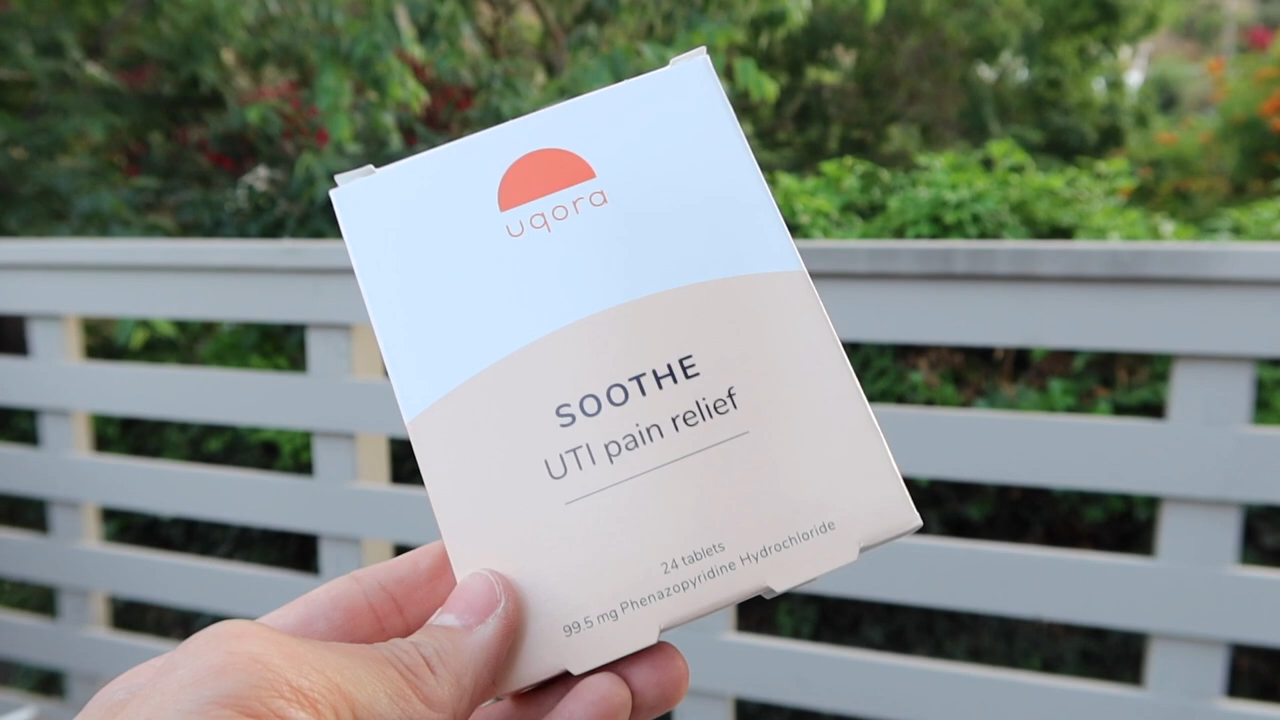 uqora
SOOTHE
UTI pain relief
24 tablets
99.5 mg Phenazopyridine Hydrochloride